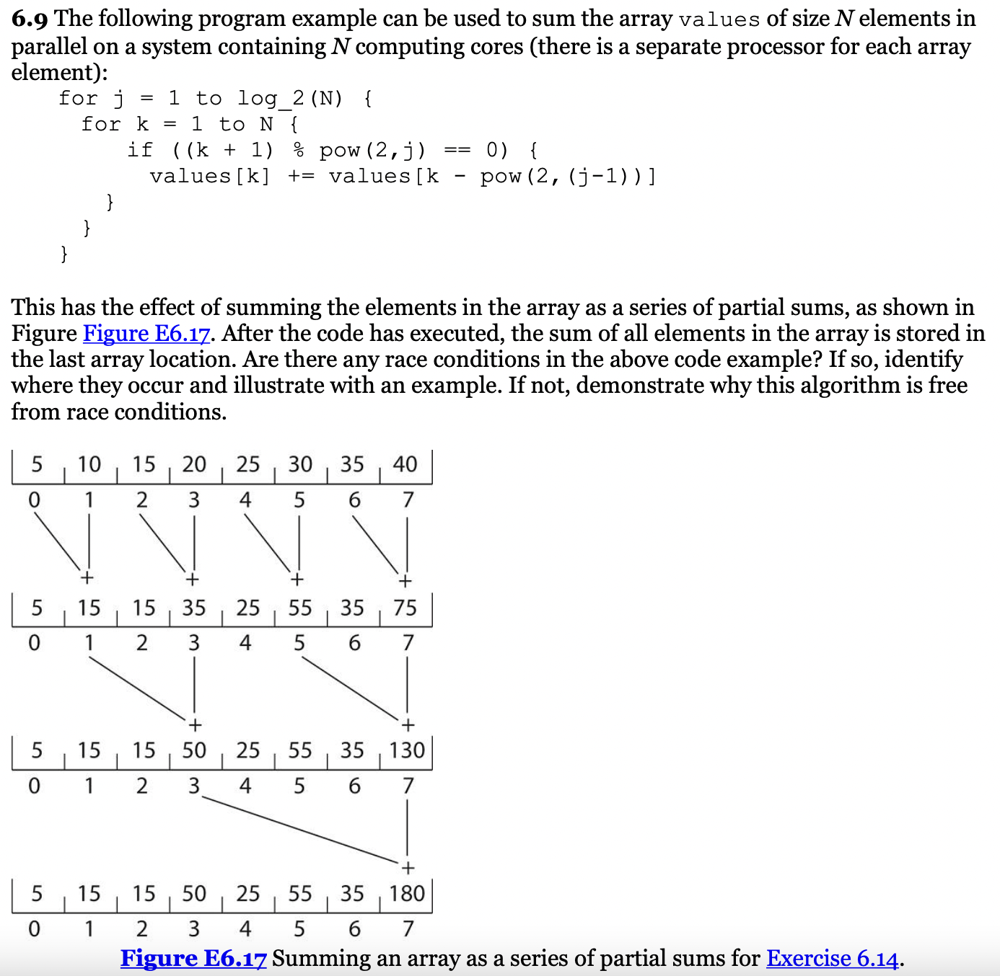 6.9 The following program example can be used to sum the array values of size N elements in
parallel on a system containing N computing cores (there is a separate processor for each array
element):
for j = 1 to log_2(N) {
for k = 1 to N {
if ((k + 1) % pow(2,j) == 0) {
values[k] += values[k - pow(2,(j-1))]
}
}
}
This has the effect of summing the elements in the array as a series of partial sums, as shown in
Figure Figure E6.17. After the code has executed, the sum of all elements in the array is stored in
the last array location. Are there any race conditions in the above code example? If so, identify
where they occur and illustrate with an example. If not, demonstrate why this algorithm is free
from race conditions.
5 10 15 20 25 30 35 40
0 1 2 3 4 5 6 7
+ + + +
5 15 15 35 25 55 35 75
0 1 2 3 4 5 6 7
+ +
5 15 15 50 25 55 35 130
0 1 2 3 4 5 6 7
+
5 15 15 50 25 55 35 180
0 1 2 3 4 5 6 7
Figure E6.17 Summing an array as a series of partial sums for Exercise 6.14.